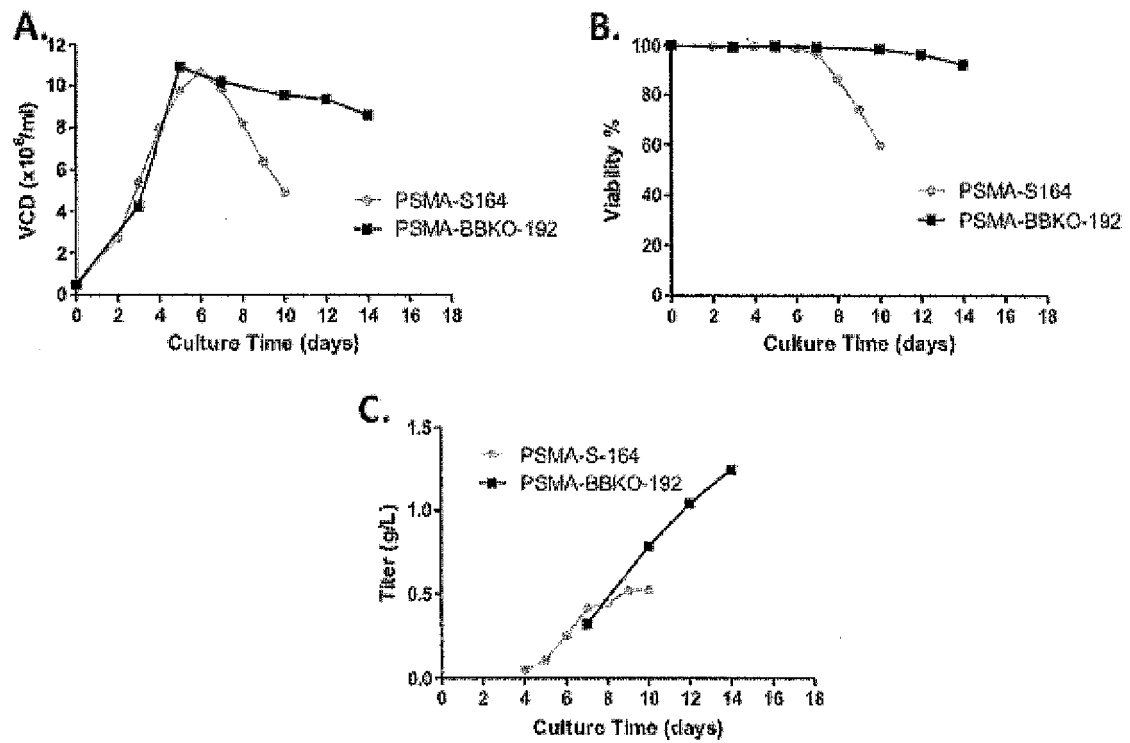 A.
12
10
8
6
4
2
0
VCD (x10⁶/ml)
PSMA-S164
PSMA-BBKO-192
0 2 4 6 8 10 12 14 16 18
Culture Time (days)
B.
100
80
60
40
20
0
Viability %
PSMA-S164
PSMA-BBKO-192
0 2 4 6 8 10 12 14 16 18
Culture Time (days)
C.
1.5
1.0
0.5
0.0
Titer (g/L)
PSMA-S-164
PSMA-BBKO-192
0 2 4 6 8 10 12 14 16 18
Culture Time (days)